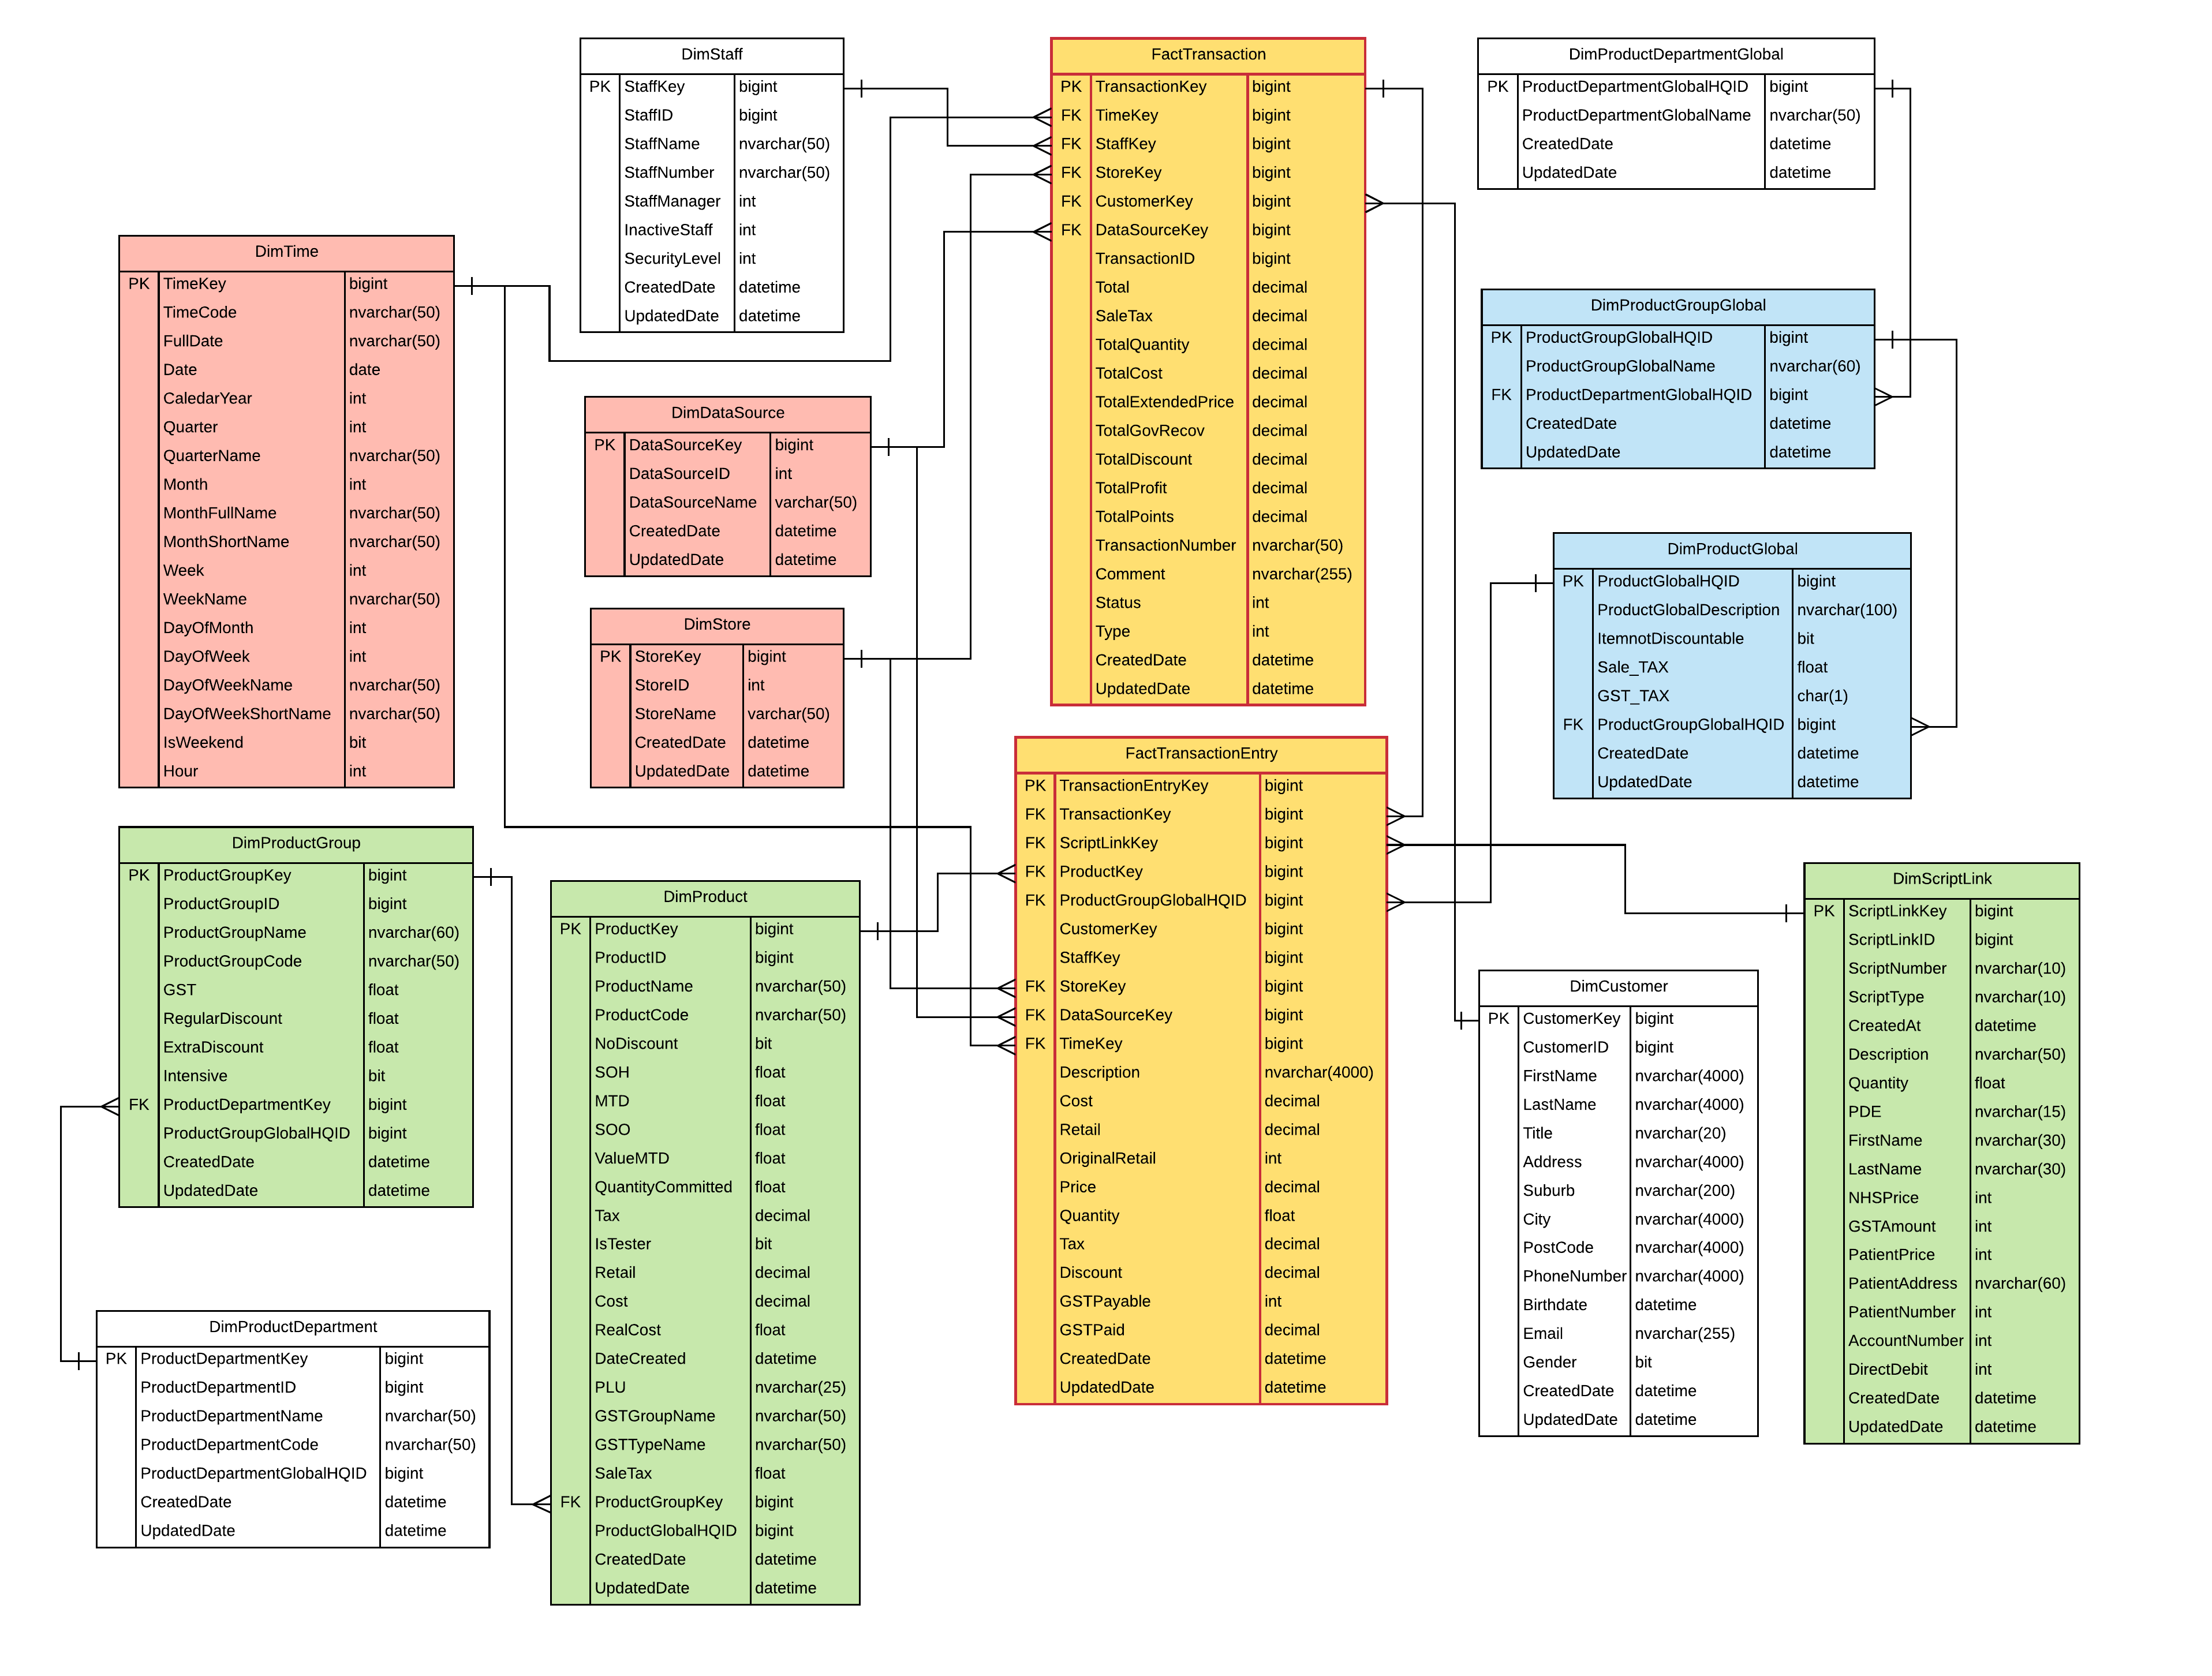 DimStaff
PK StaffKey bigint
StaffID bigint
StaffName nvarchar(50)
StaffNumber nvarchar(50)
StaffManager int
InactiveStaff int
SecurityLevel int
CreatedDate datetime
UpdatedDate datetime
FactTransaction
PK TransactionKey bigint
FK TimeKey bigint
FK StaffKey bigint
FK StoreKey bigint
FK CustomerKey bigint
FK DataSourceKey bigint
TransactionID bigint
Total decimal
SaleTax decimal
TotalQuantity decimal
TotalCost decimal
TotalExtendedPrice decimal
TotalGovRecov decimal
TotalDiscount decimal
TotalProfit decimal
TotalPoints decimal
TransactionNumber nvarchar(50)
Comment nvarchar(255)
Status int
Type int
CreatedDate datetime
UpdatedDate datetime
DimProductDepartmentGlobal
PK ProductDepartmentGlobalHQID bigint
ProductDepartmentGlobalName nvarchar(50)
CreatedDate datetime
UpdatedDate datetime
DimTime
PK TimeKey bigint
TimeCode nvarchar(50)
FullDate nvarchar(50)
Date date
CaledarYear int
Quarter int
QuarterName nvarchar(50)
Month int
MonthFullName nvarchar(50)
MonthShortName nvarchar(50)
Week int
WeekName nvarchar(50)
DayOfMonth int
DayOfWeek int
DayOfWeekName nvarchar(50)
DayOfWeekShortName nvarchar(50)
IsWeekend bit
Hour int
DimDataSource
PK DataSourceKey bigint
DataSourceID int
DataSourceName varchar(50)
CreatedDate datetime
UpdatedDate datetime
DimProductGroupGlobal
PK ProductGroupGlobalHQID bigint
ProductGroupGlobalName nvarchar(60)
FK ProductDepartmentGlobalHQID bigint
CreatedDate datetime
UpdatedDate datetime
DimStore
PK StoreKey bigint
StoreID int
StoreName varchar(50)
CreatedDate datetime
UpdatedDate datetime
DimProductGlobal
PK ProductGlobalHQID bigint
ProductGlobalDescription nvarchar(100)
ItemnotDiscountable bit
Sale_TAX float
GST_TAX char(1)
FK ProductGroupGlobalHQID bigint
CreatedDate datetime
UpdatedDate datetime
FactTransactionEntry
PK TransactionEntryKey bigint
FK TransactionKey bigint
FK ScriptLinkKey bigint
FK ProductKey bigint
FK ProductGroupGlobalHQID bigint
CustomerKey bigint
StaffKey bigint
FK StoreKey bigint
FK DataSourceKey bigint
FK TimeKey bigint
Description nvarchar(4000)
Cost decimal
Retail decimal
OriginalRetail int
Price decimal
Quantity float
Tax decimal
Discount decimal
GSTPayable int
GSTPaid decimal
CreatedDate datetime
UpdatedDate datetime
DimProductGroup
PK ProductGroupKey bigint
ProductGroupID bigint
ProductGroupName nvarchar(60)
ProductGroupCode nvarchar(50)
GST float
RegularDiscount float
ExtraDiscount float
Intensive bit
FK ProductDepartmentKey bigint
ProductGroupGlobalHQID bigint
CreatedDate datetime
UpdatedDate datetime
DimProduct
PK ProductKey bigint
ProductID bigint
ProductName nvarchar(50)
ProductCode nvarchar(50)
NoDiscount bit
SOH float
MTD float
SOO float
ValueMTD float
QuantityCommitted float
Tax decimal
IsTester bit
Retail decimal
Cost decimal
RealCost float
DateCreated datetime
PLU nvarchar(25)
GSTGroupName nvarchar(50)
GSTTypeName nvarchar(50)
SaleTax float
FK ProductGroupKey bigint
ProductGlobalHQID bigint
CreatedDate datetime
UpdatedDate datetime
DimScriptLink
PK ScriptLinkKey bigint
ScriptLinkID bigint
ScriptNumber nvarchar(10)
ScriptType nvarchar(10)
CreatedAt datetime
Description nvarchar(50)
Quantity float
PDE nvarchar(15)
FirstName nvarchar(30)
LastName nvarchar(30)
NHSPrice int
GSTAmount int
PatientPrice int
PatientAddress nvarchar(60)
PatientNumber int
AccountNumber int
DirectDebit int
CreatedDate datetime
UpdatedDate datetime
DimCustomer
PK CustomerKey bigint
CustomerID bigint
FirstName nvarchar(4000)
LastName nvarchar(4000)
Title nvarchar(20)
Address nvarchar(4000)
Suburb nvarchar(200)
City nvarchar(4000)
PostCode nvarchar(4000)
PhoneNumber nvarchar(4000)
Birthdate datetime
Email nvarchar(255)
Gender bit
CreatedDate datetime
UpdatedDate datetime
DimProductDepartment
PK ProductDepartmentKey bigint
ProductDepartmentID bigint
ProductDepartmentName nvarchar(50)
ProductDepartmentCode nvarchar(50)
ProductDepartmentGlobalHQID bigint
CreatedDate datetime
UpdatedDate datetime